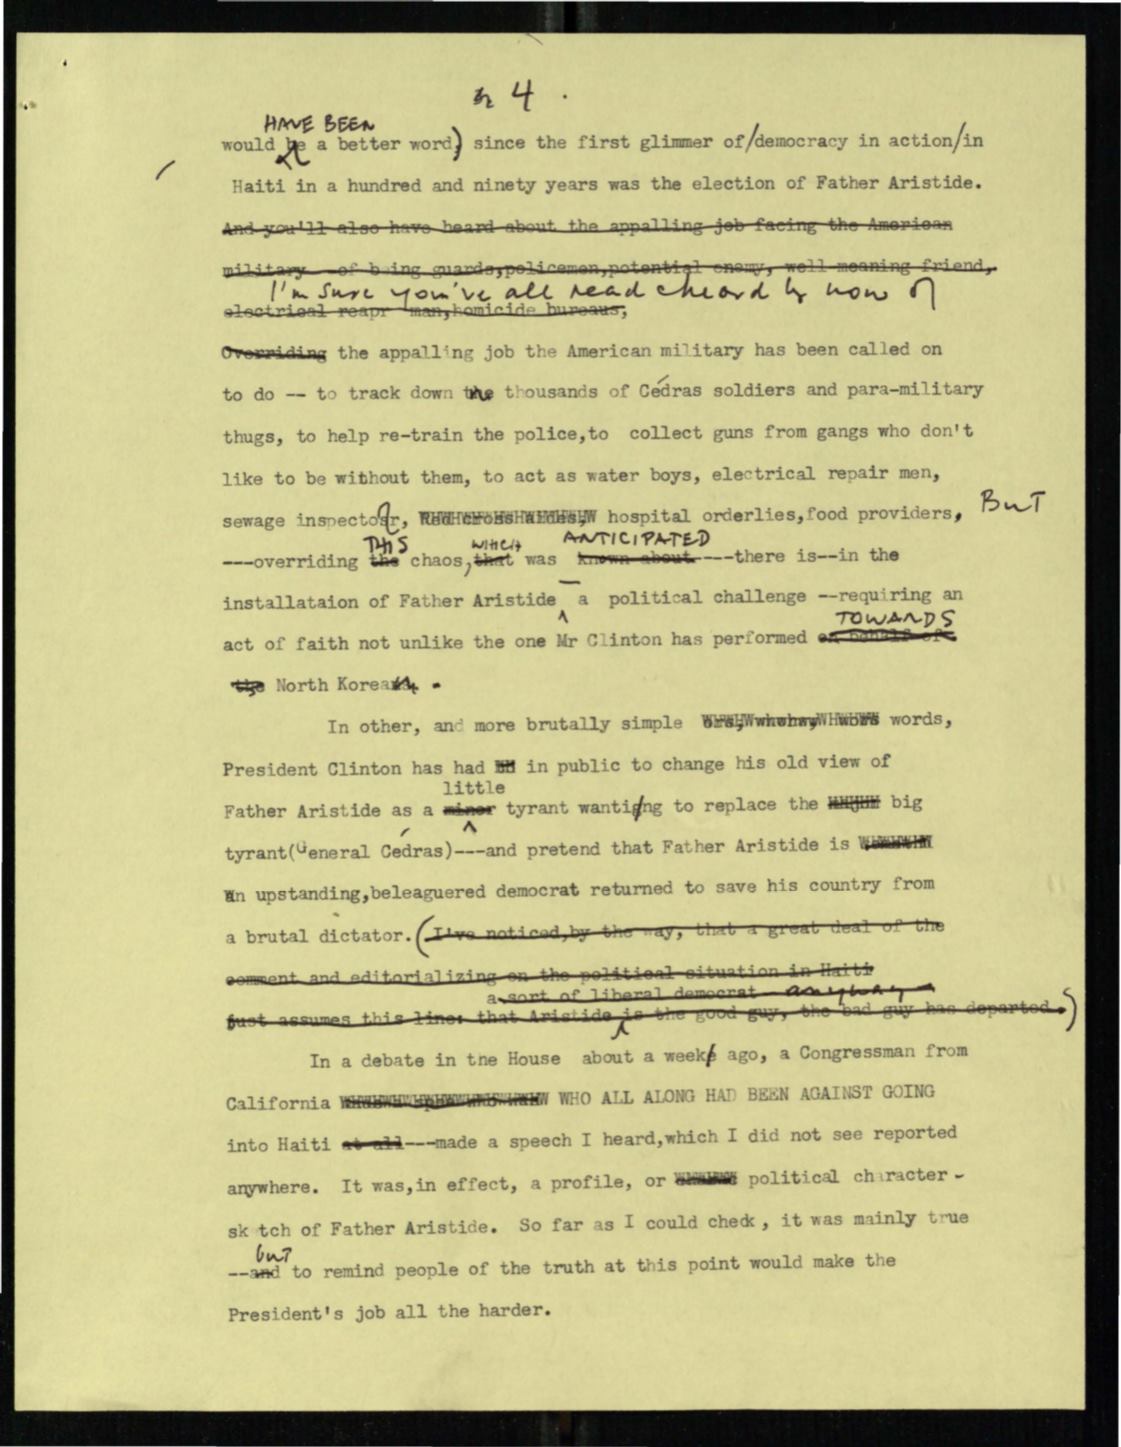 4.
HAVE BEEN
would be a better word) since the first glimmer of/democracy in action/in
Haiti in a hundred and ninety years was the election of Father Aristide.
And you'll also have heard about the appalling job facing the American
military of being guards,policemen,potential enemy, well meaning friend,
I'm sure you've all read & heard by now of
electrical reapr man,homicide bureaus,
Overriding the appalling job the American military has been called on
to do -- to track down the thousands of Cédras soldiers and para-military
thugs, to help re-train the police,to collect guns from gangs who don't
like to be without them, to act as water boys, electrical repair men,
sewage inspector, hospital orderlies,food providers, BUT
THIS WHICH ANTICIPATED
---overriding the chaos, that was known about ----there is--in the
installataion of Father Aristide – a political challenge --requiring an
TOWARDS
act of faith not unlike the one Mr Clinton has performed on behalf of
the North Korea.
In other, and more brutally simple words,
President Clinton has had in public to change his old view of
little
Father Aristide as a minor tyrant wanting to replace the big
tyrant(General Cédras)---and pretend that Father Aristide is
an upstanding,beleaguered democrat returned to save his country from
a brutal dictator. (I've noticed,by the way, that a great deal of the
comment and editorializing on the political situation in Haiti
a sort of liberal democrat anyway
just assumes this line: that Aristide is the good guy, the bad guy has departed.)
In a debate in the House about a week ago, a Congressman from
California WHO ALL ALONG HAD BEEN AGAINST GOING
into Haiti at all---made a speech I heard,which I did not see reported
anywhere. It was,in effect, a profile, or political character -
sk tch of Father Aristide. So far as I could check, it was mainly true
but
--and to remind people of the truth at this point would make the
President's job all the harder.